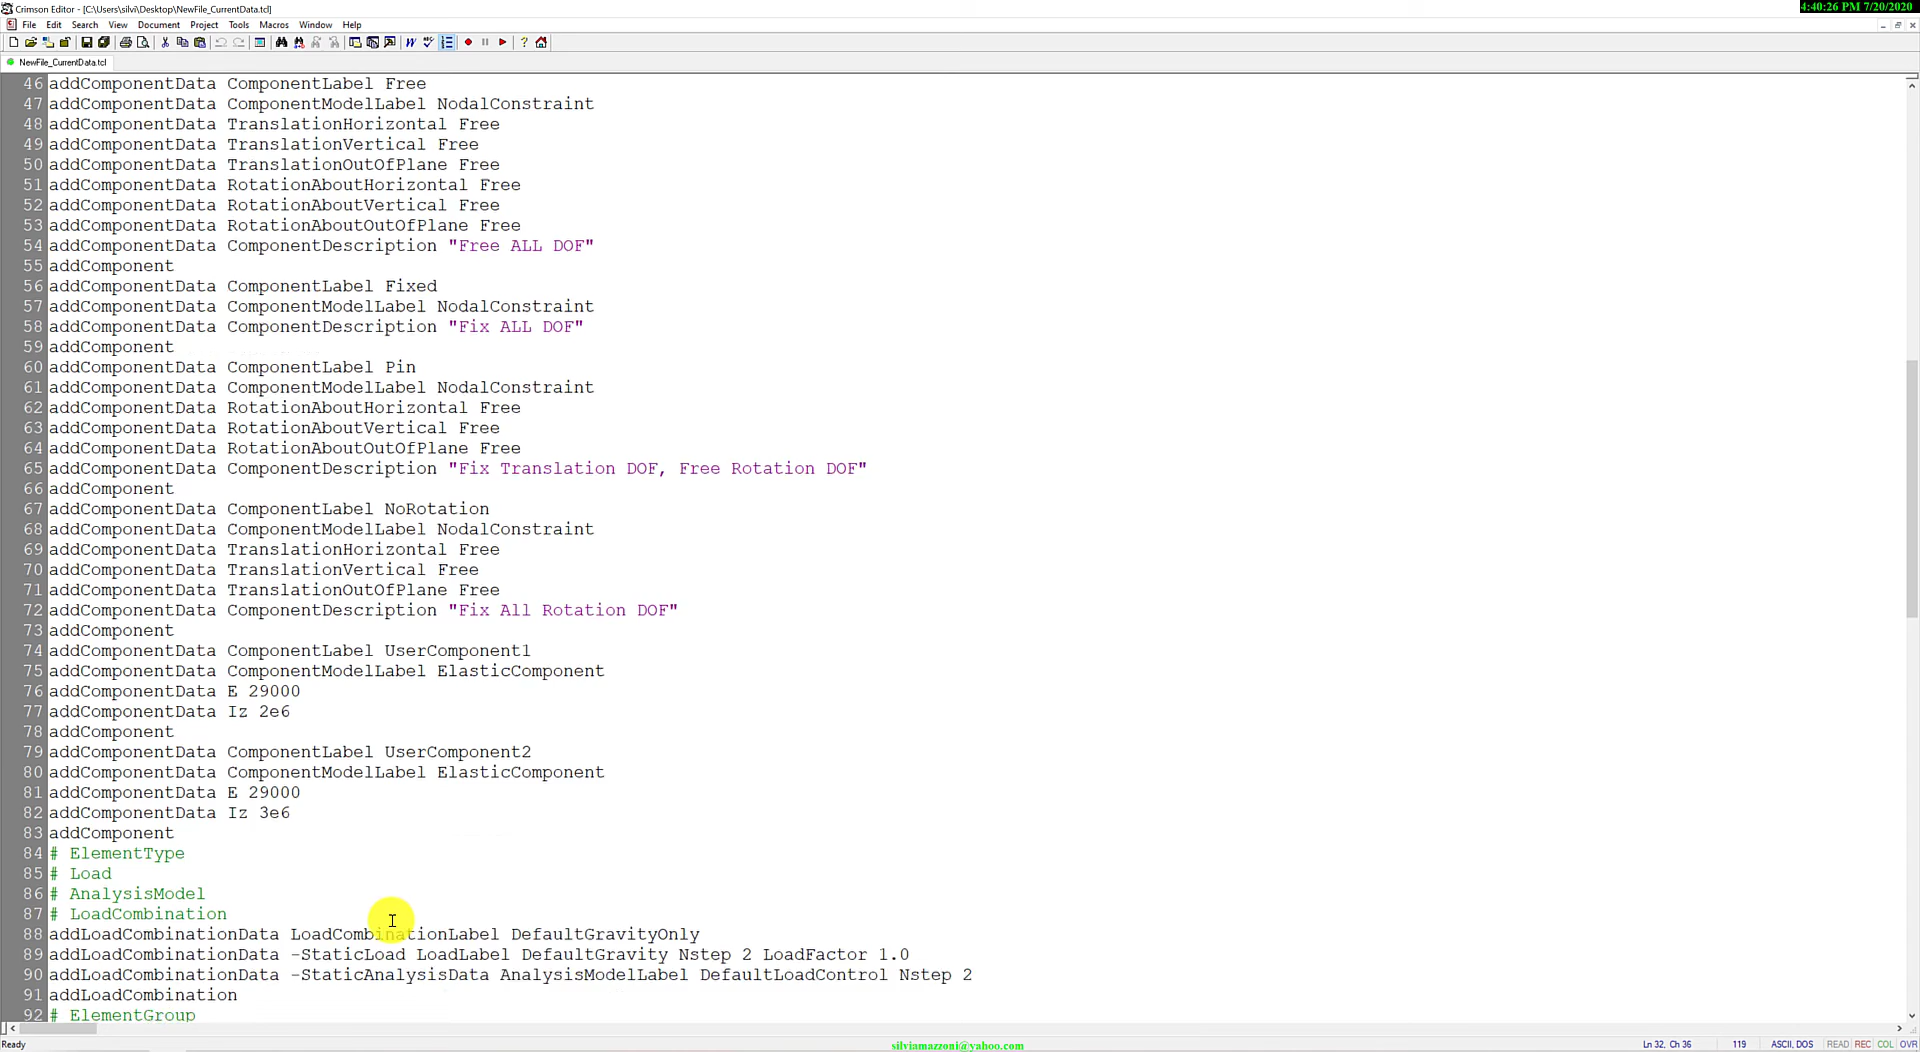 Crimson Editor - [C:\Users\silvi\Desktop\NewFile_CurrentData.tcl]
4:40:26 PM 7/20/2020
File Edit Search View Document Project Tools Macros Window Help
NewFile_CurrentData.tcl
46 addComponentData ComponentLabel Free
47 addComponentData ComponentModelLabel NodalConstraint
48 addComponentData TranslationHorizontal Free
49 addComponentData TranslationVertical Free
50 addComponentData TranslationOutOfPlane Free
51 addComponentData RotationAboutHorizontal Free
52 addComponentData RotationAboutVertical Free
53 addComponentData RotationAboutOutOfPlane Free
54 addComponentData ComponentDescription "Free ALL DOF"
55 addComponent
56 addComponentData ComponentLabel Fixed
57 addComponentData ComponentModelLabel NodalConstraint
58 addComponentData ComponentDescription "Fix ALL DOF"
59 addComponent
60 addComponentData ComponentLabel Pin
61 addComponentData ComponentModelLabel NodalConstraint
62 addComponentData RotationAboutHorizontal Free
63 addComponentData RotationAboutVertical Free
64 addComponentData RotationAboutOutOfPlane Free
65 addComponentData ComponentDescription "Fix Translation DOF, Free Rotation DOF"
66 addComponent
67 addComponentData ComponentLabel NoRotation
68 addComponentData ComponentModelLabel NodalConstraint
69 addComponentData TranslationHorizontal Free
70 addComponentData TranslationVertical Free
71 addComponentData TranslationOutOfPlane Free
72 addComponentData ComponentDescription "Fix All Rotation DOF"
73 addComponent
74 addComponentData ComponentLabel UserComponent1
75 addComponentData ComponentModelLabel ElasticComponent
76 addComponentData E 29000
77 addComponentData Iz 2e6
78 addComponent
79 addComponentData ComponentLabel UserComponent2
80 addComponentData ComponentModelLabel ElasticComponent
81 addComponentData E 29000
82 addComponentData Iz 3e6
83 addComponent
84 # ElementType
85 # Load
86 # AnalysisModel
87 # LoadCombination
88 addLoadCombinationData LoadCombinationLabel DefaultGravityOnly
89 addLoadCombinationData -StaticLoad LoadLabel DefaultGravity Nstep 2 LoadFactor 1.0
90 addLoadCombinationData -StaticAnalysisData AnalysisModelLabel DefaultLoadControl Nstep 2
91 addLoadCombination
92 # ElementGroup
Ready silviamazzoni@yahoo.com Ln 32, Ch 36 119 ASCII, DOS READ REC COL OVR